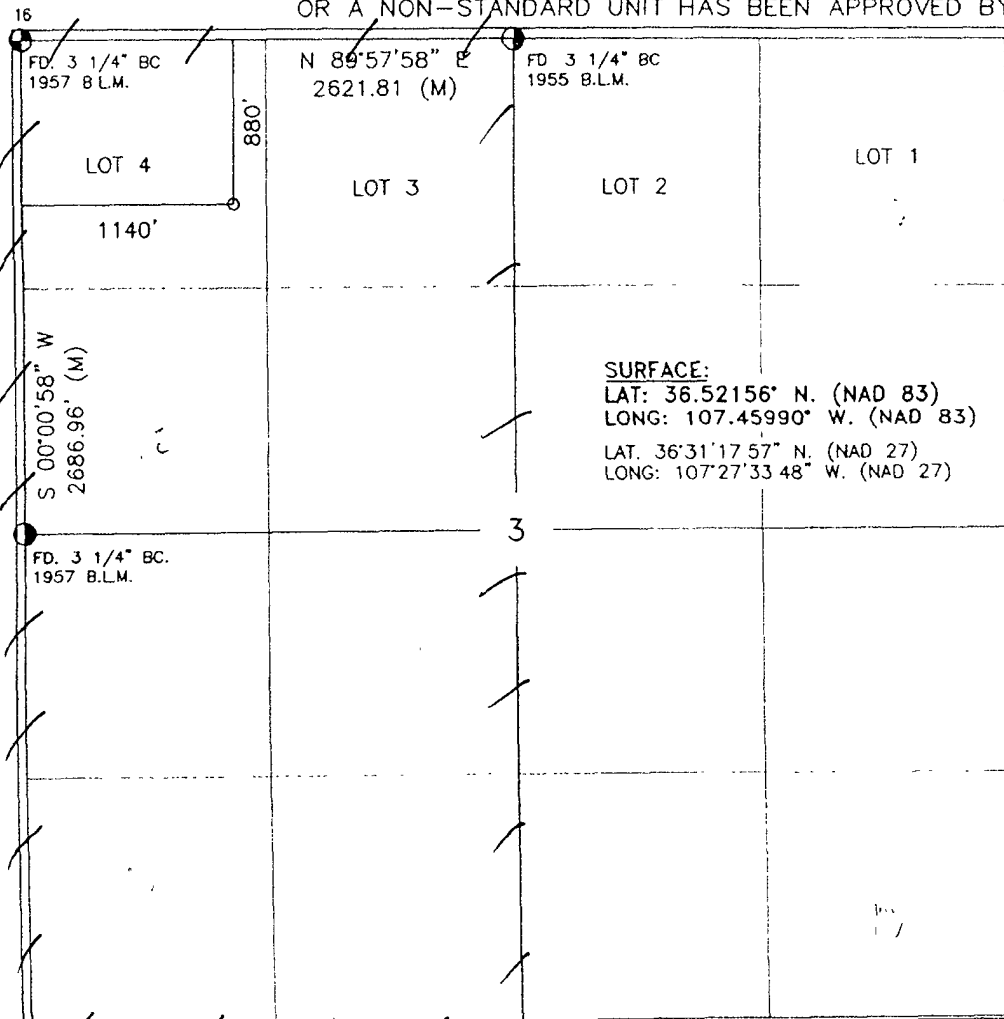 OR A NON-STANDARD UNIT HAS BEEN APPROVED BY
16
FD. 3 1/4" BC
1957 B.L.M.
N 89°57'58" E
2621.81 (M)
FD 3 1/4" BC
1955 B.L.M.
880'
LOT 4
LOT 3
LOT 2
LOT 1
1140'
S 00°00'58" W
2686.96' (M)
SURFACE:
LAT: 36.52156° N. (NAD 83)
LONG: 107.45990° W. (NAD 83)
LAT. 36°31'17 57" N. (NAD 27)
LONG: 107°27'33 48" W. (NAD 27)
3
FD. 3 1/4" BC.
1957 B.L.M.